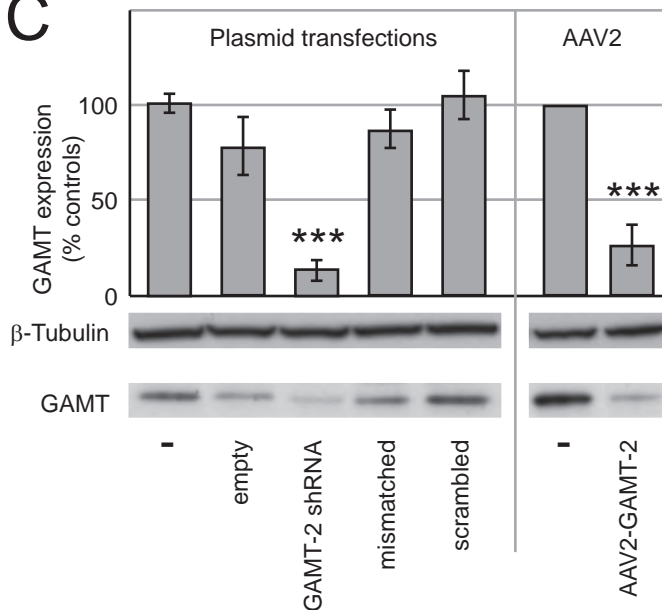 C
Plasmid transfections
AAV2
GAMT expression
(% controls)
100
50
0
***
***
β-Tubulin
GAMT
-
empty
GAMT-2 shRNA
mismatched
scrambled
-
AAV2-GAMT-2